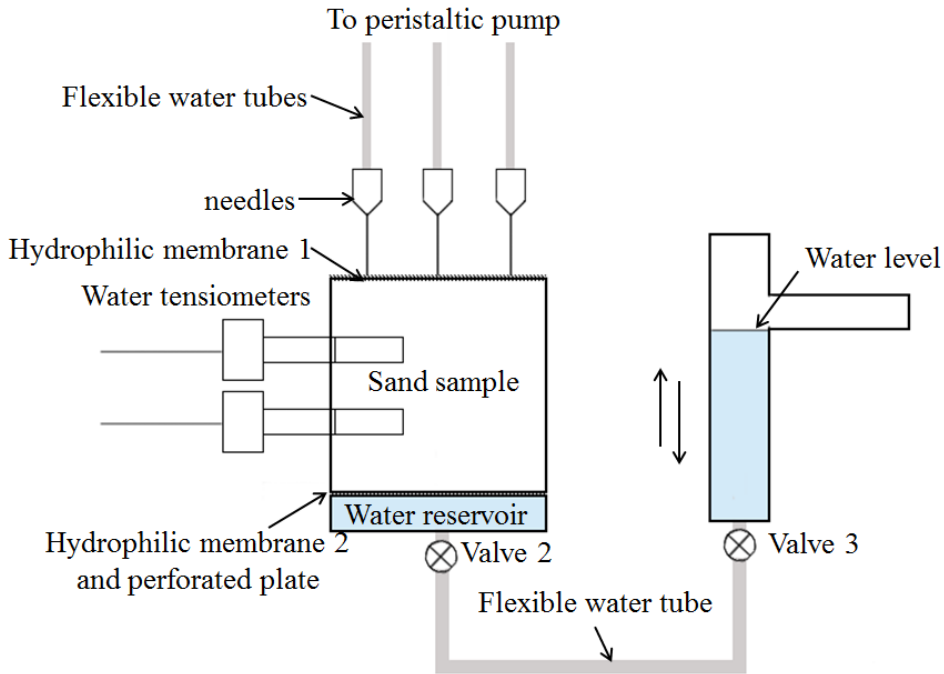 To peristaltic pump
Flexible water tubes
needles
Hydrophilic membrane 1
Water tensiometers
Water level
Sand sample
Water reservoir
Hydrophilic membrane 2
and perforated plate
Valve 2
Valve 3
Flexible water tube